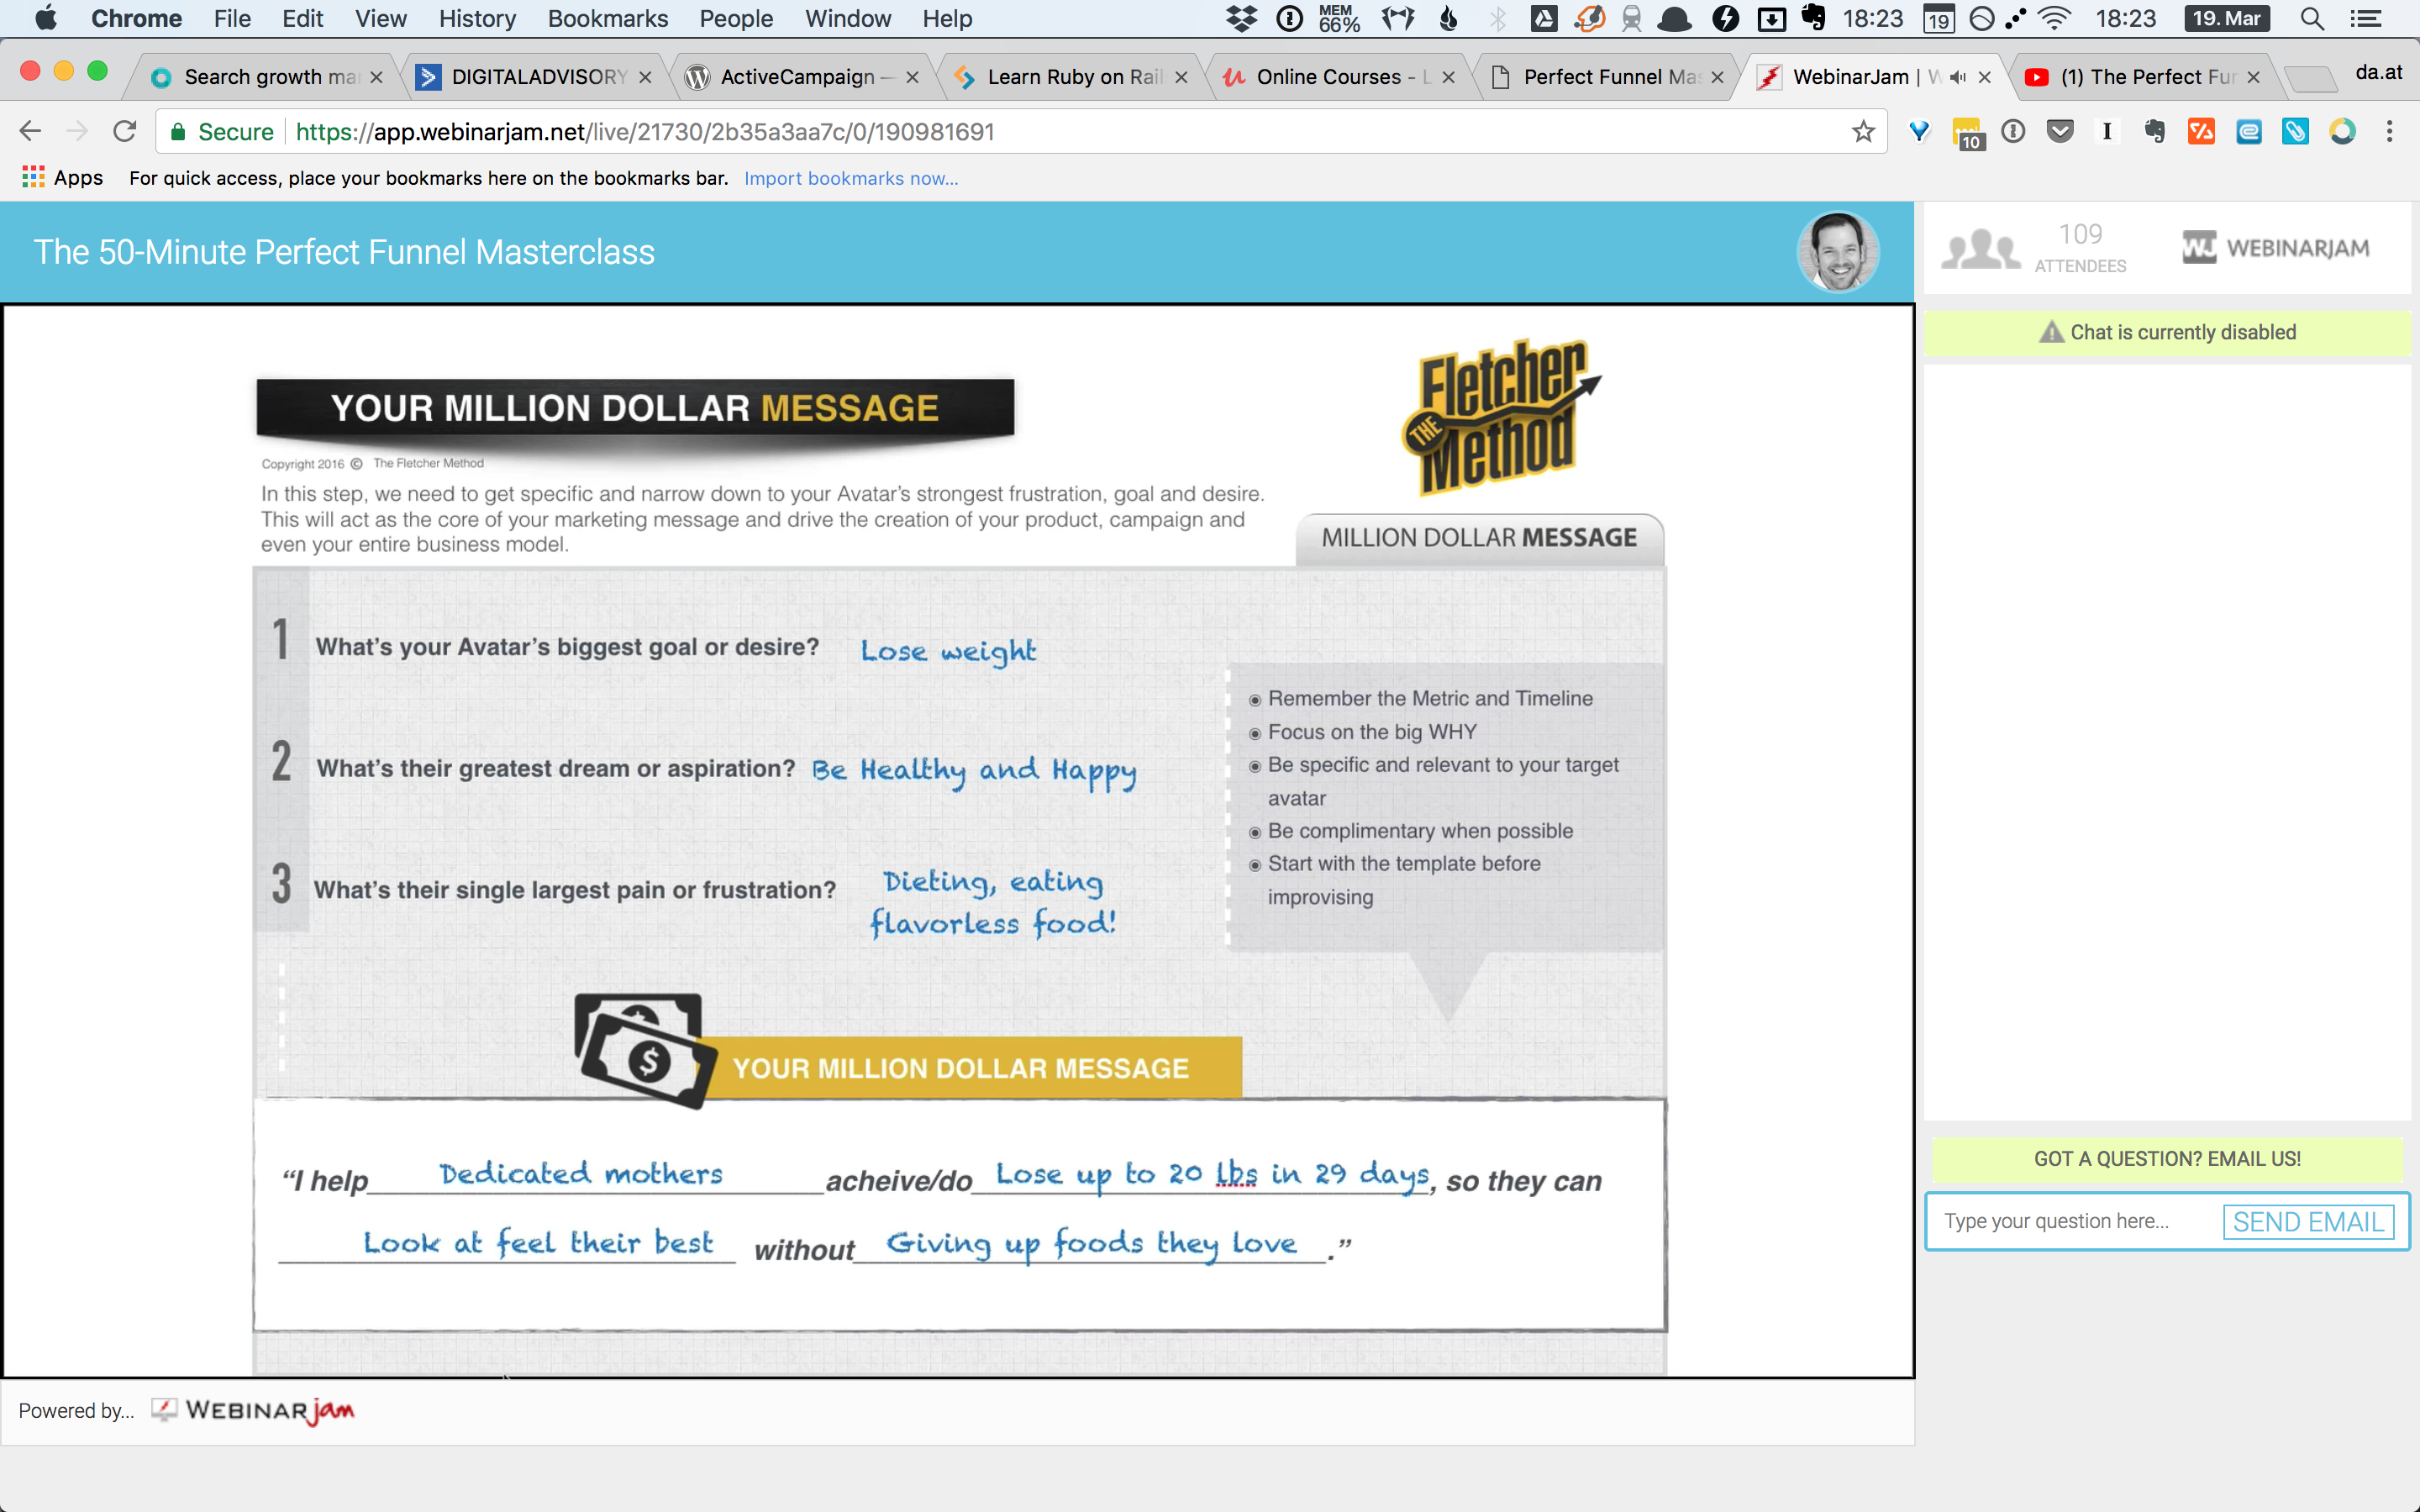 Chrome File Edit View History Bookmarks People Window Help MEM 66% 18:23 19 18:23 19. Mar
Search growth ma DIGITALADVISORY ActiveCampaign — Learn Ruby on Rail Online Courses - L Perfect Funnel Mas WebinarJam | W (1) The Perfect Fun da.at
Secure https://app.webinarjam.net/live/21730/2b35a3aa7c/0/190981691 10
Apps For quick access, place your bookmarks here on the bookmarks bar. Import bookmarks now...
The 50-Minute Perfect Funnel Masterclass
109
ATTENDEES
WJ WEBINARJAM
Chat is currently disabled
Fletcher
THE
Method
YOUR MILLION DOLLAR MESSAGE
Copyright 2016 © The Fletcher Method
In this step, we need to get specific and narrow down to your Avatar's strongest frustration, goal and desire.
This will act as the core of your marketing message and drive the creation of your product, campaign and
even your entire business model.
MILLION DOLLAR MESSAGE
1 What's your Avatar's biggest goal or desire? Lose weight
2 What's their greatest dream or aspiration? Be Healthy and Happy
3 What's their single largest pain or frustration? Dieting, eating
flavorless food!
Remember the Metric and Timeline
Focus on the big WHY
Be specific and relevant to your target
avatar
Be complimentary when possible
Start with the template before
improvising
$ YOUR MILLION DOLLAR MESSAGE
“I help Dedicated mothers acheive/do Lose up to 20 lbs in 29 days, so they can
Look at feel their best without Giving up foods they love.”
GOT A QUESTION? EMAIL US!
Type your question here... SEND EMAIL
Powered by... WEBINARjam